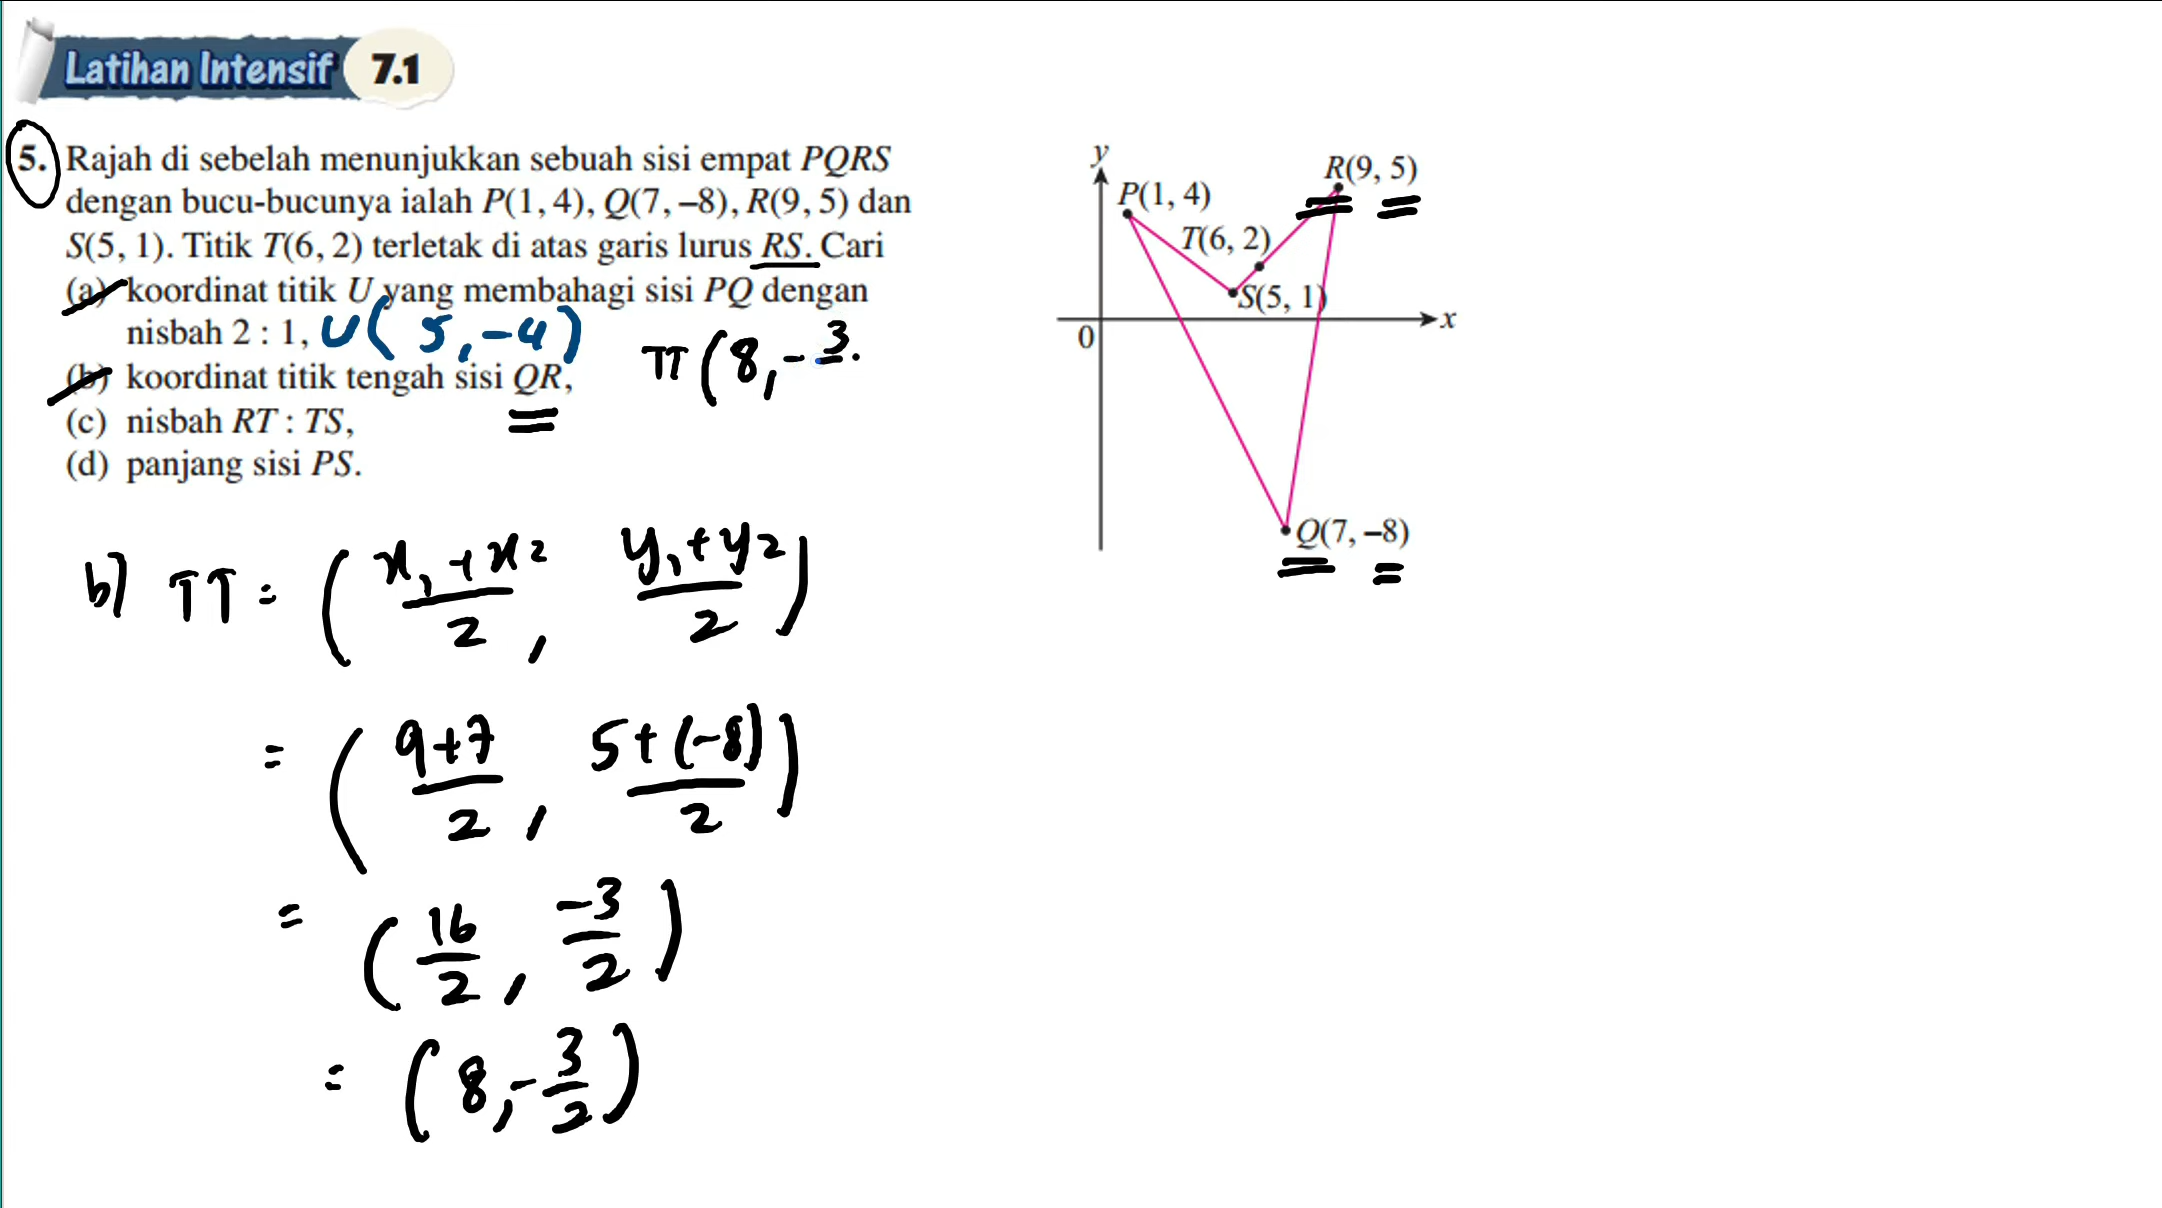 Latihan Intensif 7.1
5. Rajah di sebelah menunjukkan sebuah sisi empat PQRS
dengan bucu-bucunya ialah P(1, 4), Q(7, –8), R(9, 5) dan
S(5, 1). Titik T(6, 2) terletak di atas garis lurus RS. Cari
(a) koordinat titik U yang membahagi sisi PQ dengan
nisbah 2 : 1, U(5, -4)
(b) koordinat titik tengah sisi QR, TT(8, -3
(c) nisbah RT : TS,
(d) panjang sisi PS.
y
R(9, 5)
P(1, 4)
T(6, 2)
S(5, 1)
0
x
Q(7, –8)
b) TT = (x1 + x2 / 2, y1 + y2 / 2)
= (9+7 / 2, 5+(-8) / 2)
= (16/2, -3/2)
= (8, -3/2)